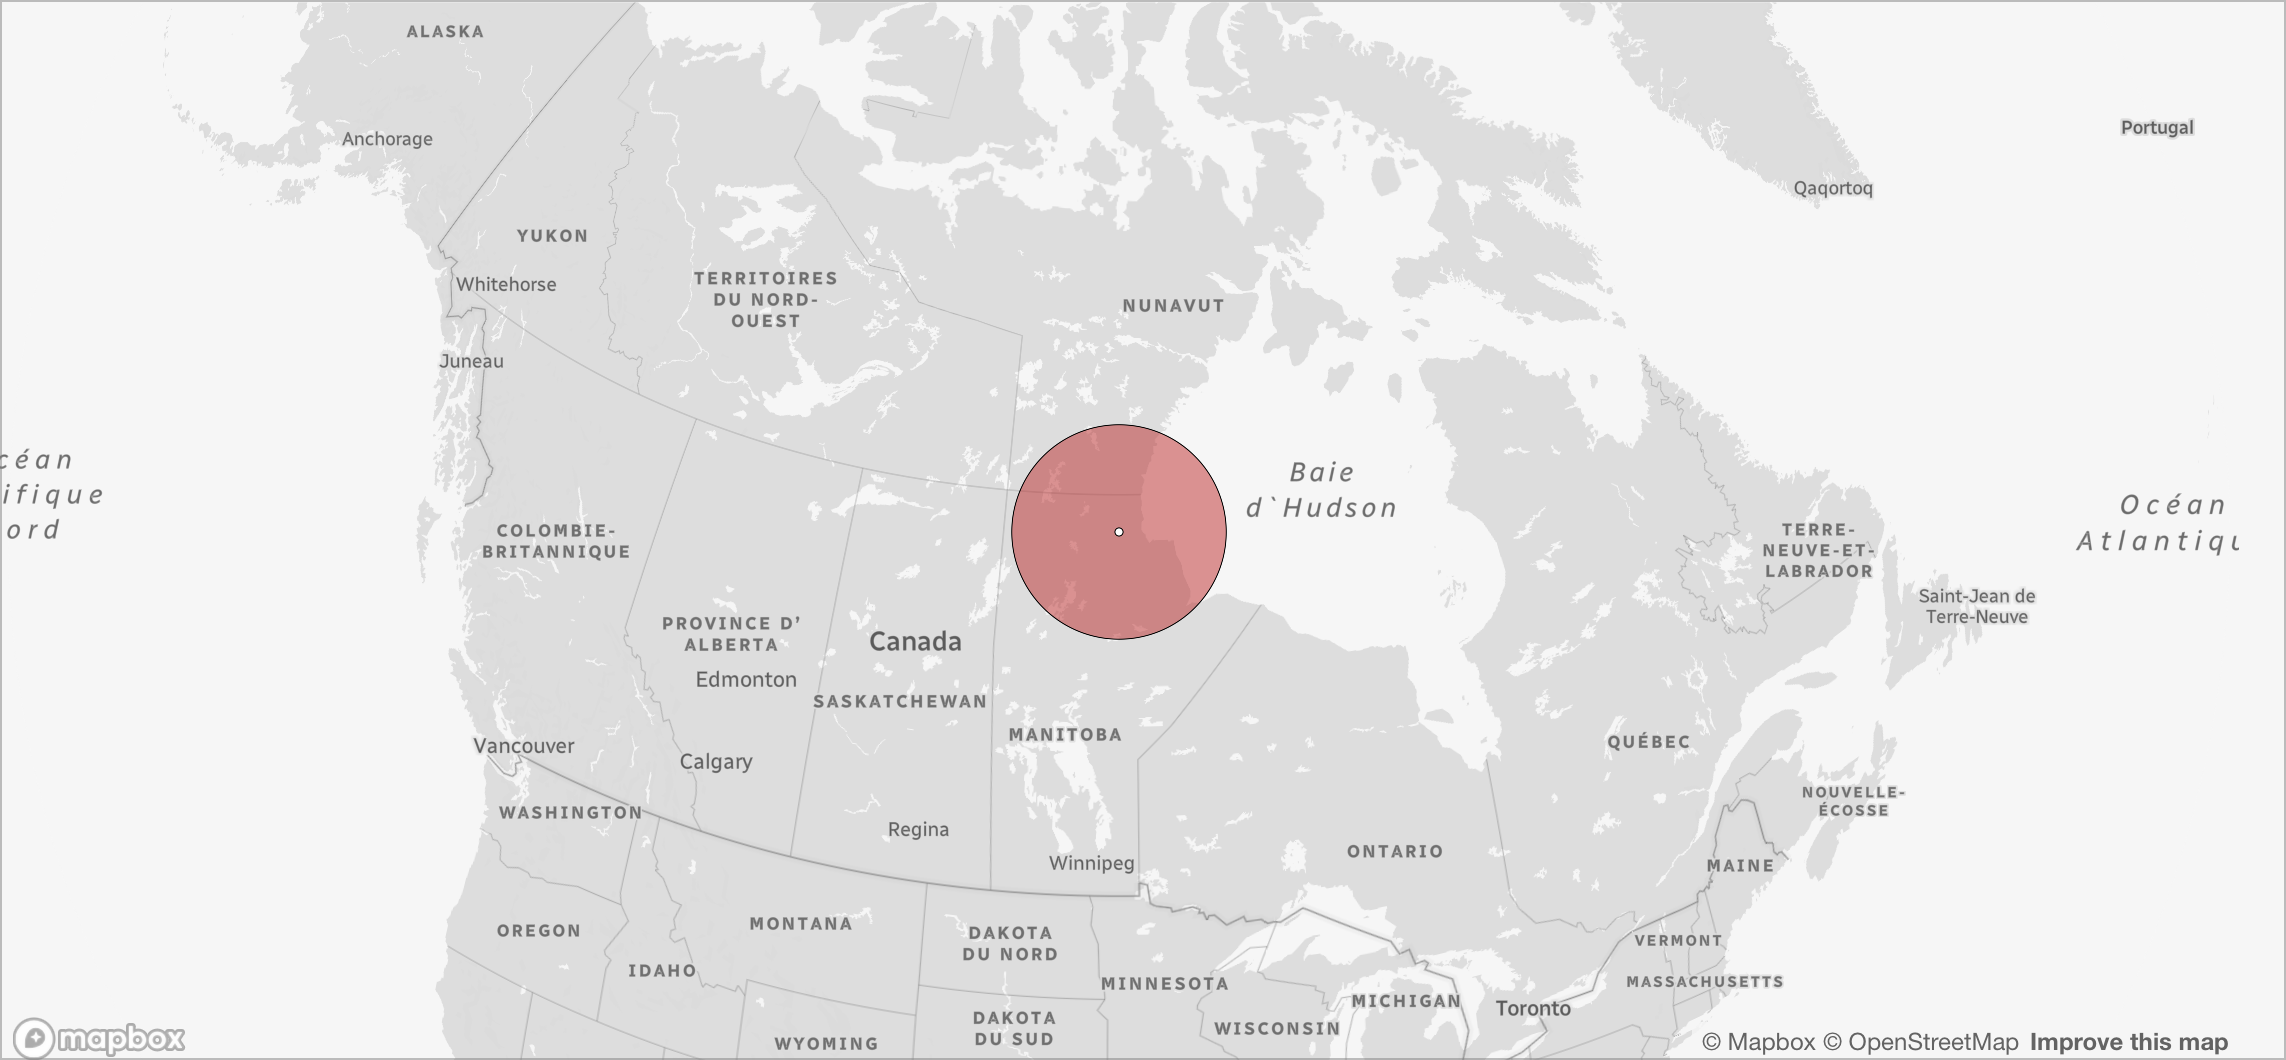 ALASKA
Anchorage
Portugal
Qaqortoq
YUKON
Whitehorse
TERRITOIRES
DU NORD-
OUEST
NUNAVUT
Juneau
céan
ifique
ord
Baie
d`Hudson
Océan
Atlantiqu
COLOMBIE-
BRITANNIQUE
TERRE-
NEUVE-ET-
LABRADOR
Saint-Jean de
Terre-Neuve
PROVINCE D’
ALBERTA
Edmonton
Canada
SASKATCHEWAN
MANITOBA
QUÉBEC
Vancouver
Calgary
NOUVELLE-
ÉCOSSE
WASHINGTON
Regina
Winnipeg
ONTARIO
MAINE
OREGON
MONTANA
DAKOTA
DU NORD
VERMONT
IDAHO
MINNESOTA
MASSACHUSETTS
MICHIGAN
Toronto
DAKOTA
DU SUD
WISCONSIN
WYOMING
mapbox
© Mapbox © OpenStreetMap Improve this map